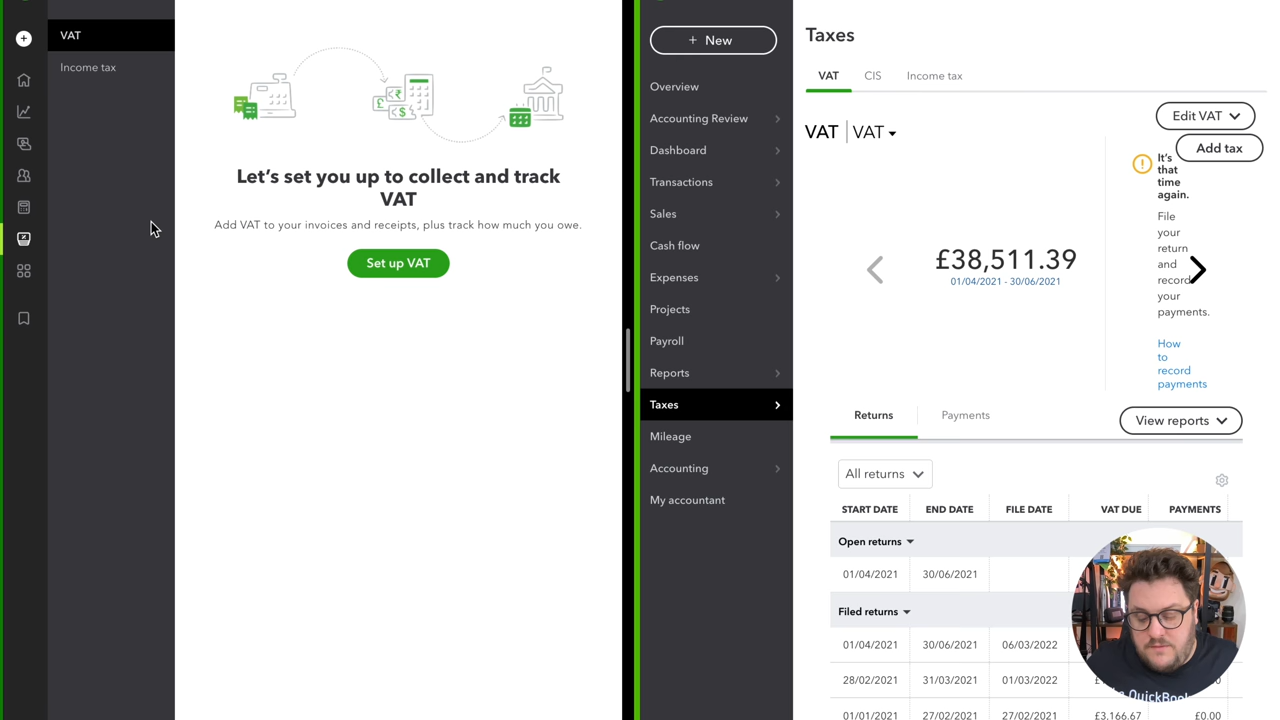 VAT
Income tax
Let’s set you up to collect and track
VAT
Add VAT to your invoices and receipts, plus track how much you owe.
Set up VAT
+ New
Overview
Accounting Review
Dashboard
Transactions
Sales
Cash flow
Expenses
Projects
Payroll
Reports
Taxes
Mileage
Accounting
My accountant
Taxes
VAT CIS Income tax
VAT VAT
Edit VAT
Add tax
£38,511.39
01/04/2021 - 30/06/2021
It’s
that
time
again.
File
your
return
and
record
your
payments.
How
to
record
payments
Returns Payments
View reports
All returns
START DATE END DATE FILE DATE VAT DUE PAYMENTS
Open returns
01/04/2021 30/06/2021
Filed returns
01/04/2021 30/06/2021 06/03/2022
28/02/2021 31/03/2021 01/03/2022
01/01/2021 27/02/2021 27/02/2021 £3,166.67 £0.00